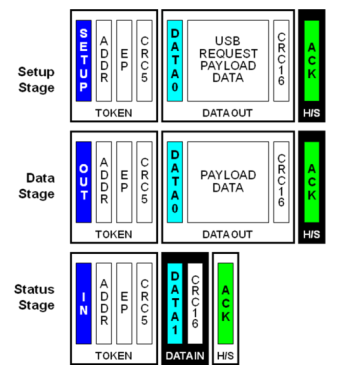 Setup Stage
SETUP ADDR EP CRC5
TOKEN
DATA0 USB REQUEST PAYLOAD DATA CRC16
DATA OUT
ACK
H/S
Data Stage
OUT ADDR EP CRC5
TOKEN
DATA0 PAYLOAD DATA CRC16
DATA OUT
ACK
H/S
Status Stage
IN ADDR EP CRC5
TOKEN
DATA1 CRC16
DATA IN
ACK
H/S